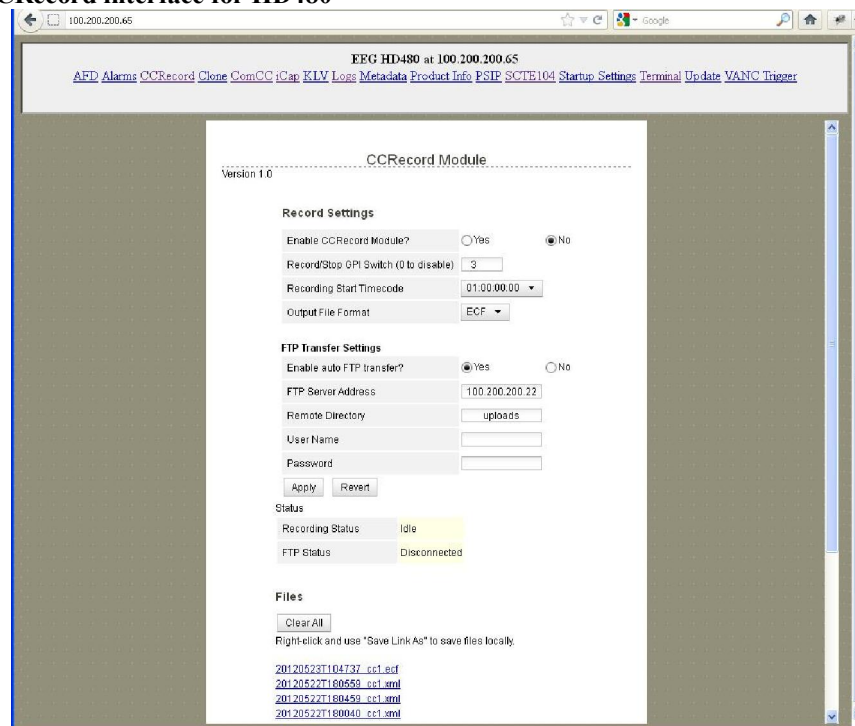 CRecord interface for HD480
100.200.200.65
Google
EEG HD480 at 100.200.200.65
AFD Alarms CCRecord Clone ComCC iCap KLV Logs Metadata Product Info PSIP SCTE104 Startup Settings Terminal Update VANC Trigger
CCRecord Module
Version 1.0
Record Settings
Enable CCRecord Module? Yes No
Record/Stop GPI Switch (0 to disable) 3
Recording Start Timecode 01:00:00:00
Output File Format ECF
FTP Transfer Settings
Enable auto FTP transfer? Yes No
FTP Server Address 100.200.200.22
Remote Directory uploads
User Name
Password
Apply Revert
Status
Recording Status Idle
FTP Status Disconnected
Files
Clear All
Right-click and use "Save Link As" to save files locally.
20120523T104737_cc1.ecf
20120522T180559_cc1.xml
20120522T180459_cc1.xml
20120522T180040_cc1.xml